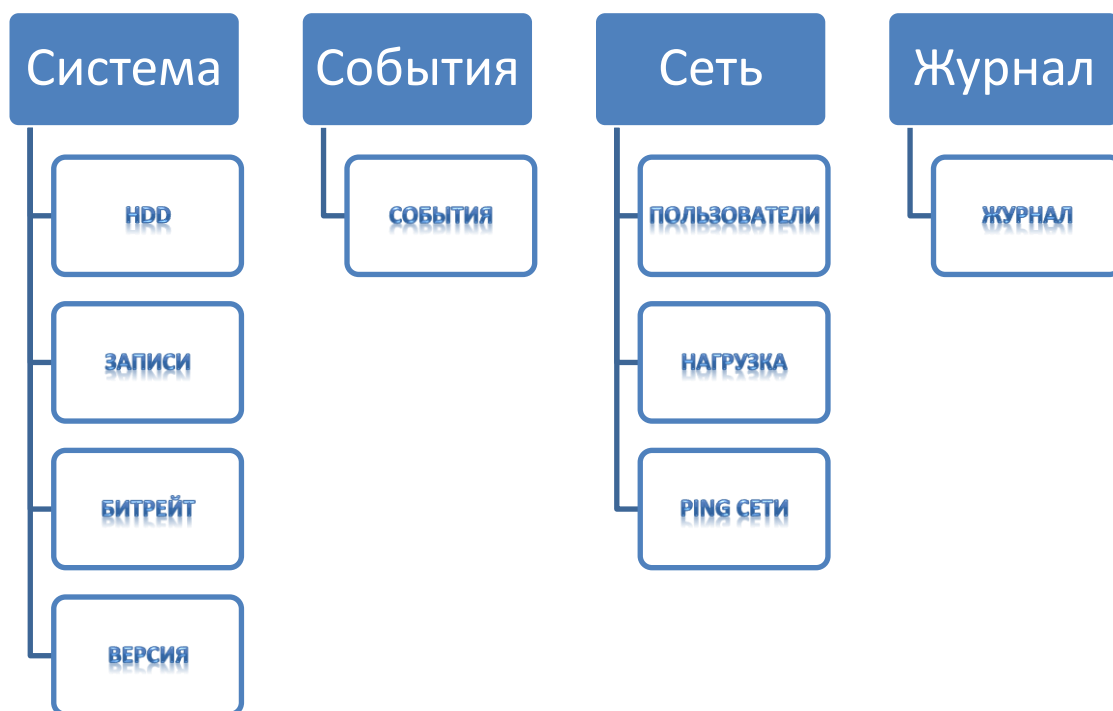 Система
HDD
ЗАПИСИ
БИТРЕЙТ
ВЕРСИЯ
События
СОБЫТИЯ
Сеть
ПОЛЬЗОВАТЕЛИ
НАГРУЗКА
PING СЕТИ
Журнал
ЖУРНАЛ